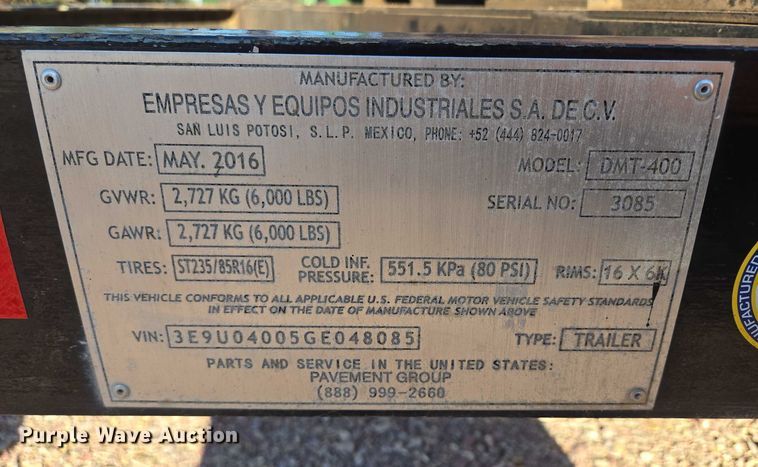 MANUFACTURED BY:
EMPRESAS Y EQUIPOS INDUSTRIALES S.A. DE C.V.
SAN LUIS POTOSI, S.L.P. MEXICO, PHONE: +52 (444) 824-0017
MFG DATE: MAY. 2016 MODEL: DMT-400
GVWR: 2,727 KG (6,000 LBS) SERIAL NO: 3085
GAWR: 2,727 KG (6,000 LBS)
TIRES: ST235/85R16(E) COLD INF. PRESSURE: 551.5 KPa (80 PSI) RIMS: 16 X 6K
THIS VEHICLE CONFORMS TO ALL APPLICABLE U.S. FEDERAL MOTOR VEHICLE SAFETY STANDARDS
IN EFFECT ON THE DATE OF MANUFACTURE SHOWN ABOVE
VIN: 3E9U04005GE048085 TYPE: TRAILER
PARTS AND SERVICE IN THE UNITED STATES:
PAVEMENT GROUP
(888) 999-2660
Purple Wave Auction